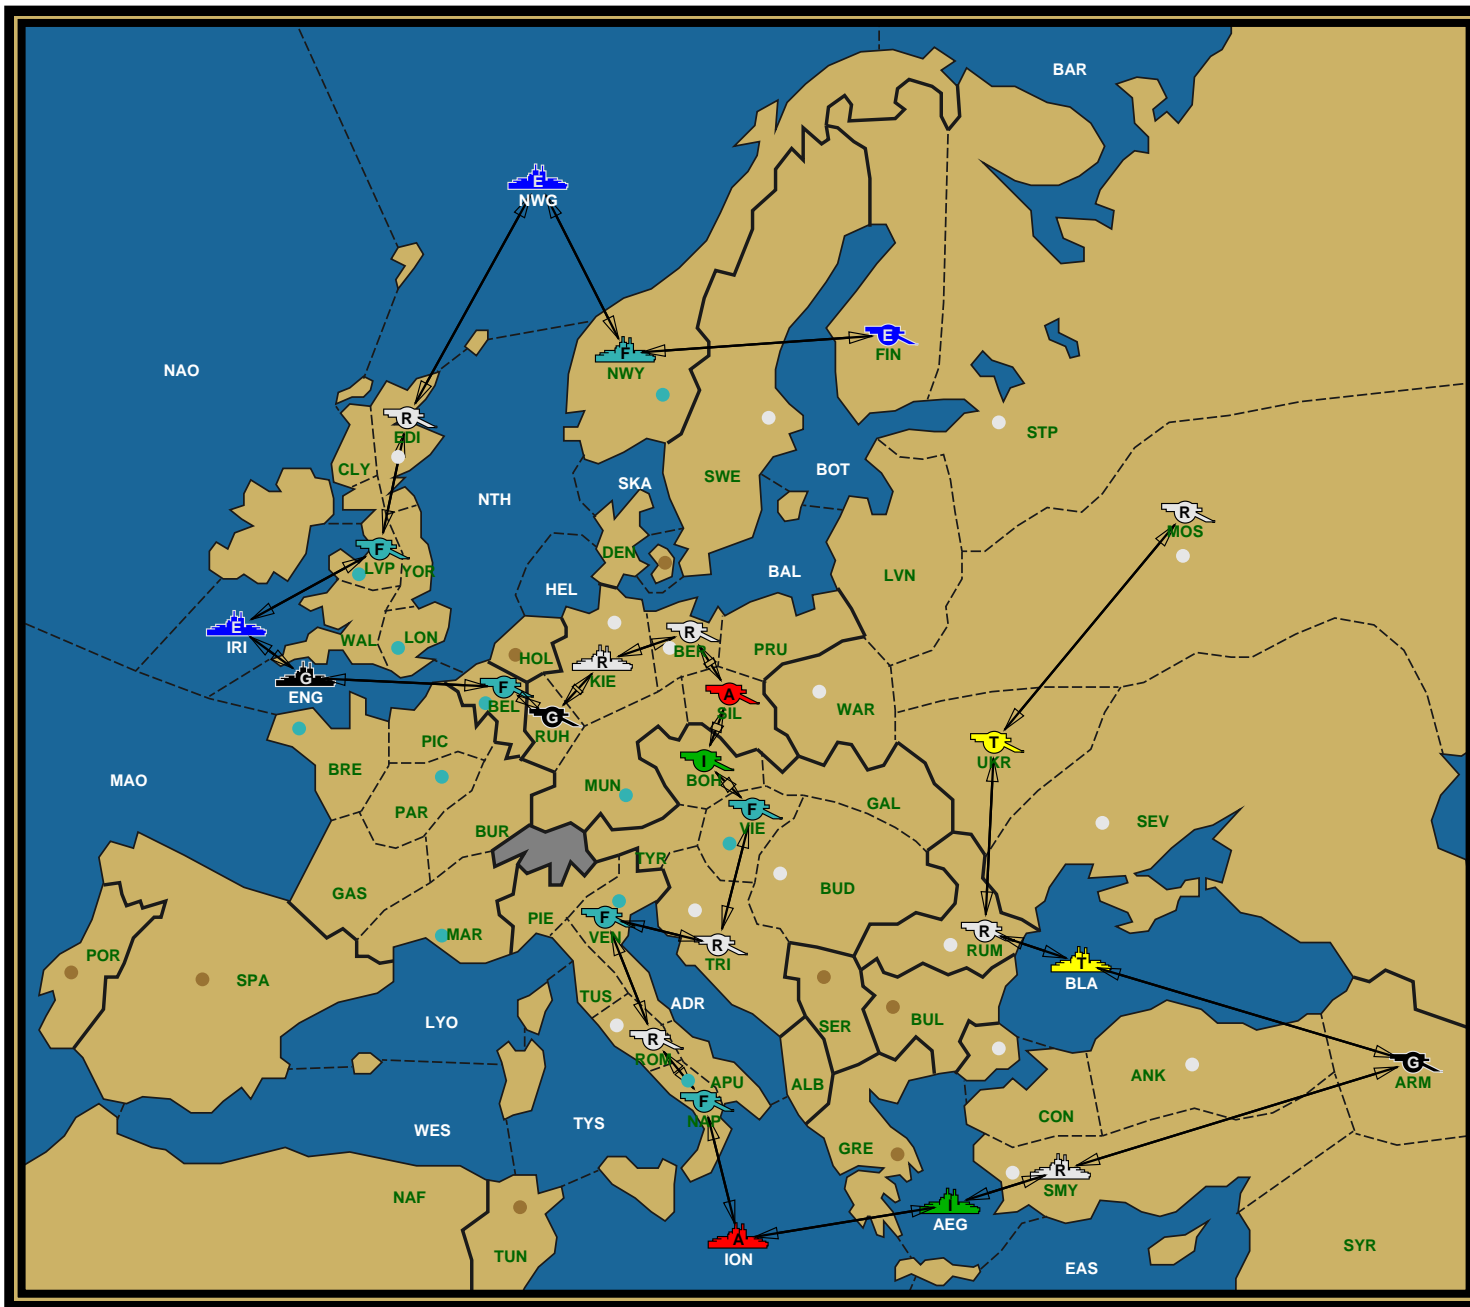 BAR
E
NWG
E
FIN
F
NWY
NAO
R
EDI
STP
CLY
SWE
BOT
SKA
NTH
R
MOS
F
LVP
YOR
DEN
BAL
LVN
HEL
E
IRI
WAL
LON
HOL
R
BER
PRU
R
KIE
G
ENG
F
BEL
A
SIL
WAR
G
RUH
PIC
T
UKR
BRE
I
BOH
MUN
MAO
PAR
F
VIE
GAL
BUR
SEV
TYR
GAS
BUD
PIE
F
VEN
MAR
R
TRI
R
RUM
POR
SPA
T
BLA
TUS
ADR
LYO
SER
BUL
R
ROM
APU
ALB
ANK
G
ARM
F
NAP
CON
WES
TYS
GRE
R
SMY
NAF
I
AEG
A
ION
TUN
EAS
SYR